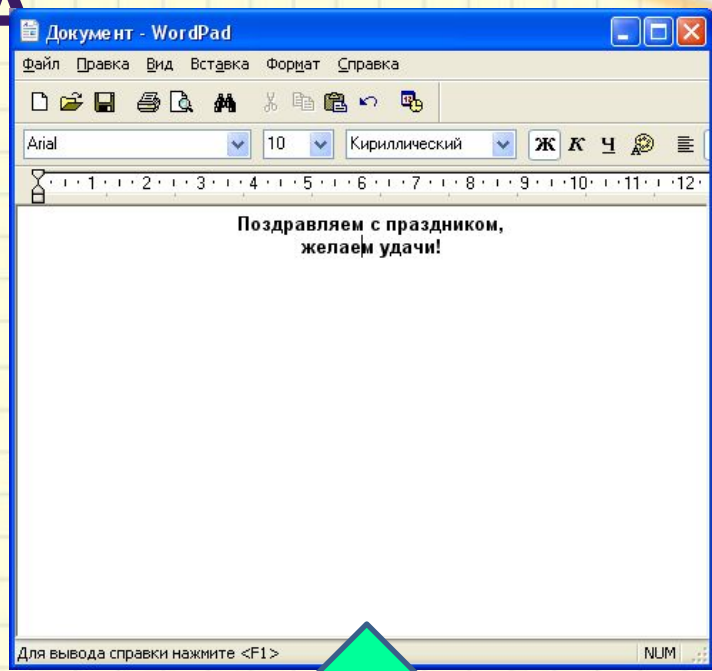 Документ - WordPad
Файл Правка Вид Вставка Формат Справка
Arial 10 Кириллический Ж К Ч
1 2 3 4 5 6 7 8 9 10 11 12
Поздравляем с праздником,
желаем удачи!
Для вывода справки нажмите <F1> NUM